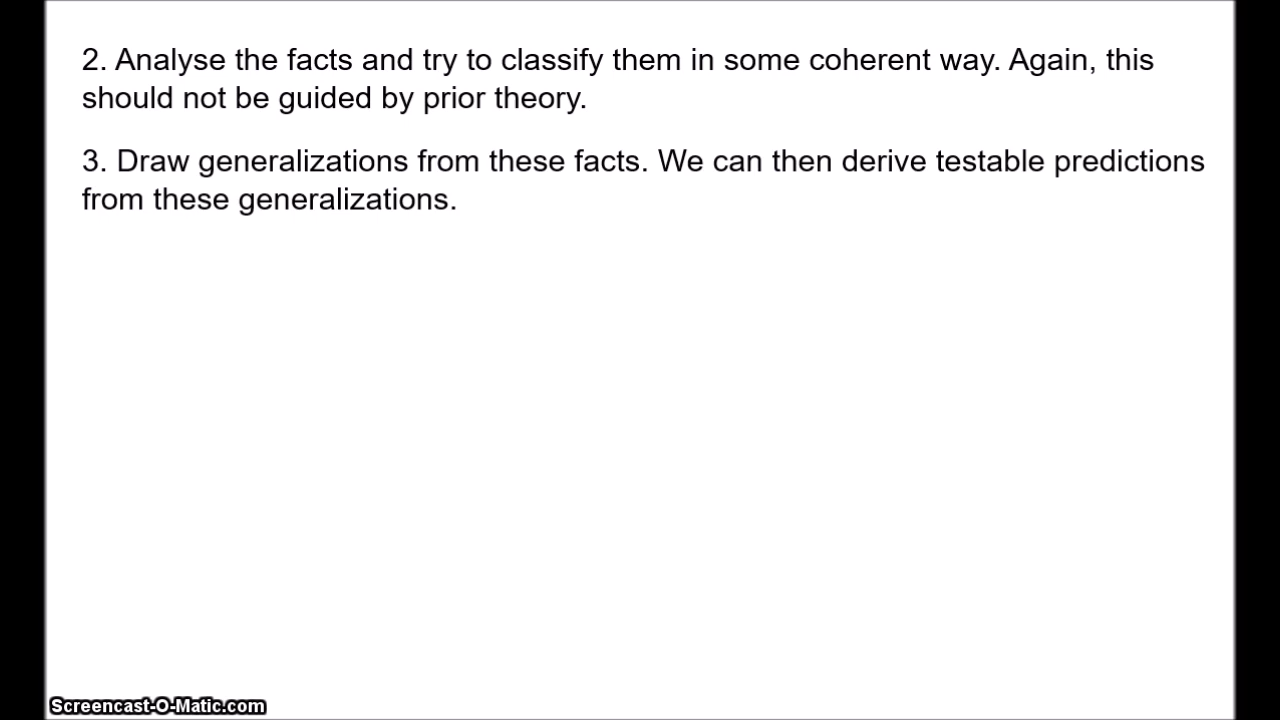 2. Analyse the facts and try to classify them in some coherent way. Again, this
should not be guided by prior theory.
3. Draw generalizations from these facts. We can then derive testable predictions
from these generalizations.
Screencast-O-Matic.com